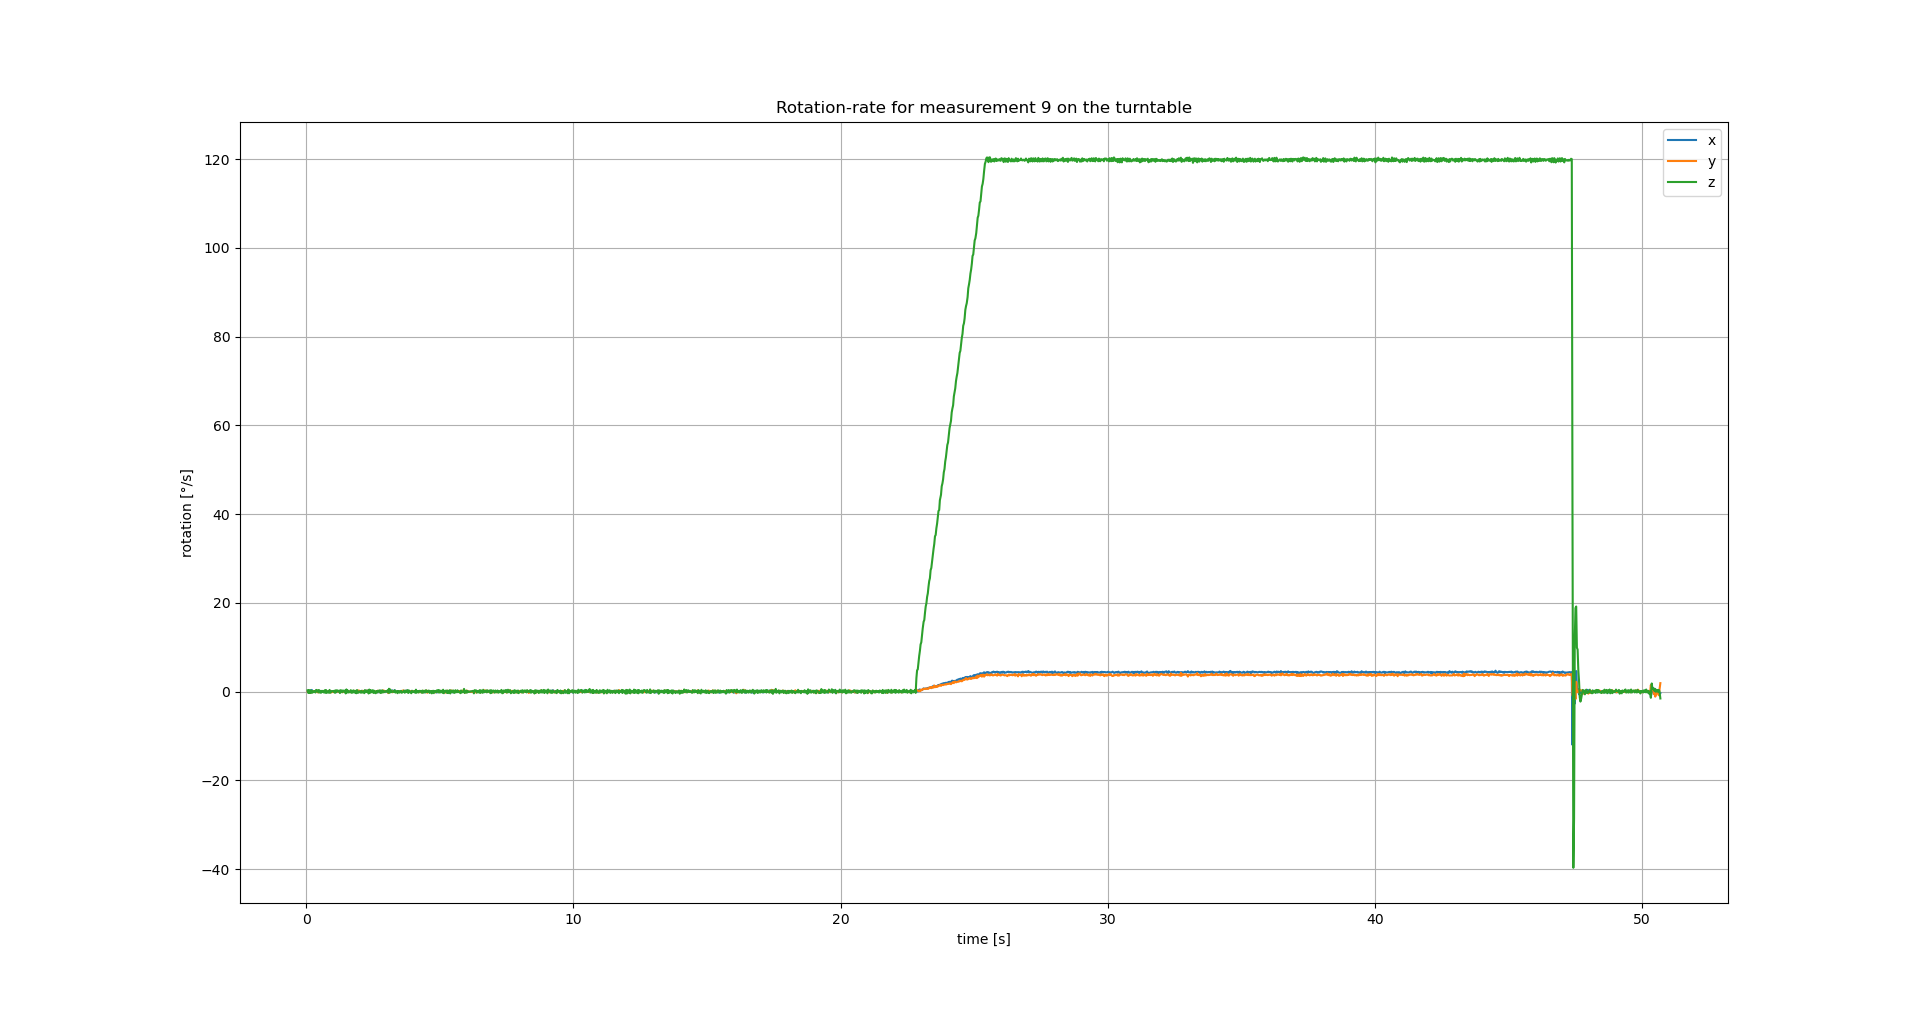 Rotation-rate for measurement 9 on the turntable
x
y
z
120
100
80
60
40
20
0
−20
−40
rotation [°/s]
0 10 20 30 40 50
time [s]